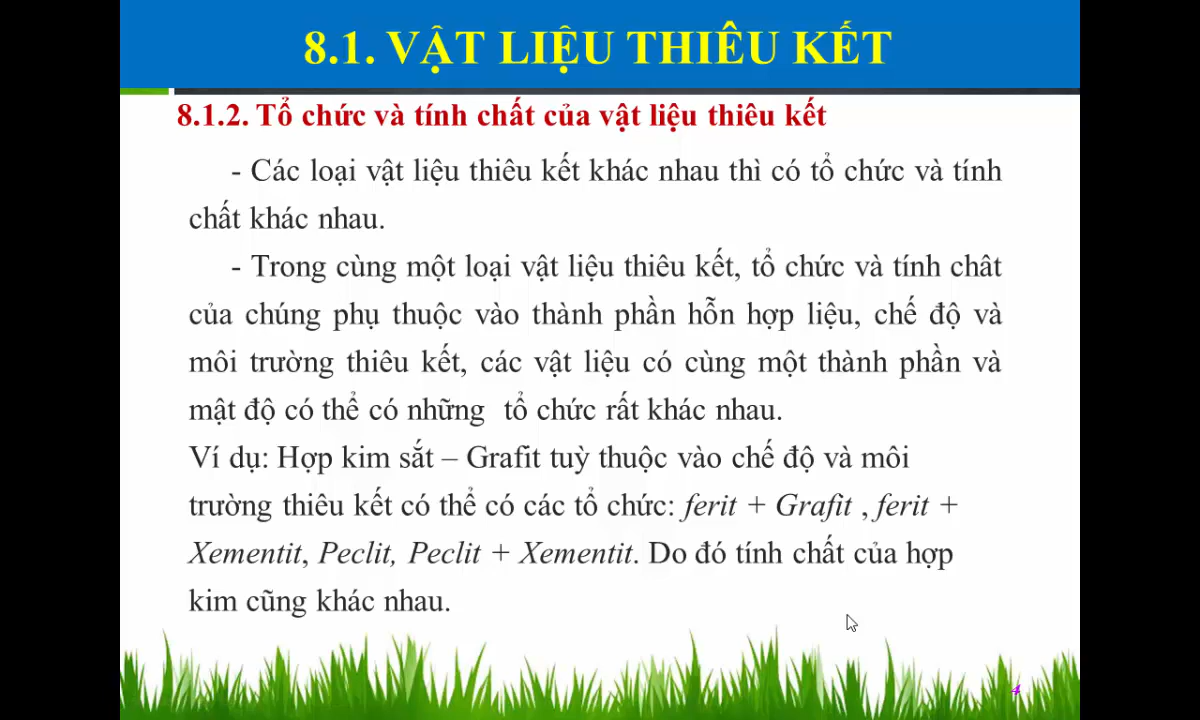 8.1. VẬT LIỆU THIÊU KẾT
8.1.2. Tổ chức và tính chất của vật liệu thiêu kết
- Các loại vật liệu thiêu kết khác nhau thì có tổ chức và tính
chất khác nhau.
- Trong cùng một loại vật liệu thiêu kết, tổ chức và tính chât
của chúng phụ thuộc vào thành phần hỗn hợp liệu, chế độ và
môi trường thiêu kết, các vật liệu có cùng một thành phần và
mật độ có thể có những tổ chức rất khác nhau.
Ví dụ: Hợp kim sắt – Grafit tuỳ thuộc vào chế độ và môi
trường thiêu kết có thể có các tổ chức: ferit + Grafit , ferit +
Xementit, Peclit, Peclit + Xementit. Do đó tính chất của hợp
kim cũng khác nhau.
4